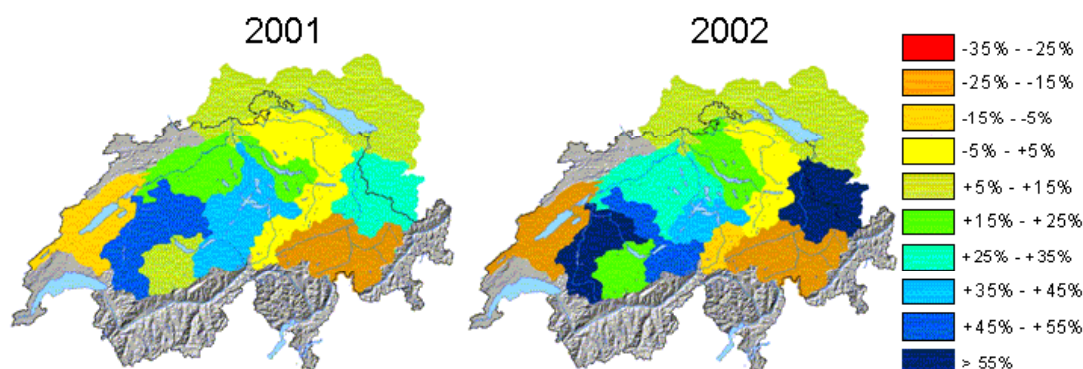 2001
2002
-35% - -25%
-25% - -15%
-15% - -5%
-5% - +5%
+5% - +15%
+15% - +25%
+25% - +35%
+35% - +45%
+45% - +55%
> 55%